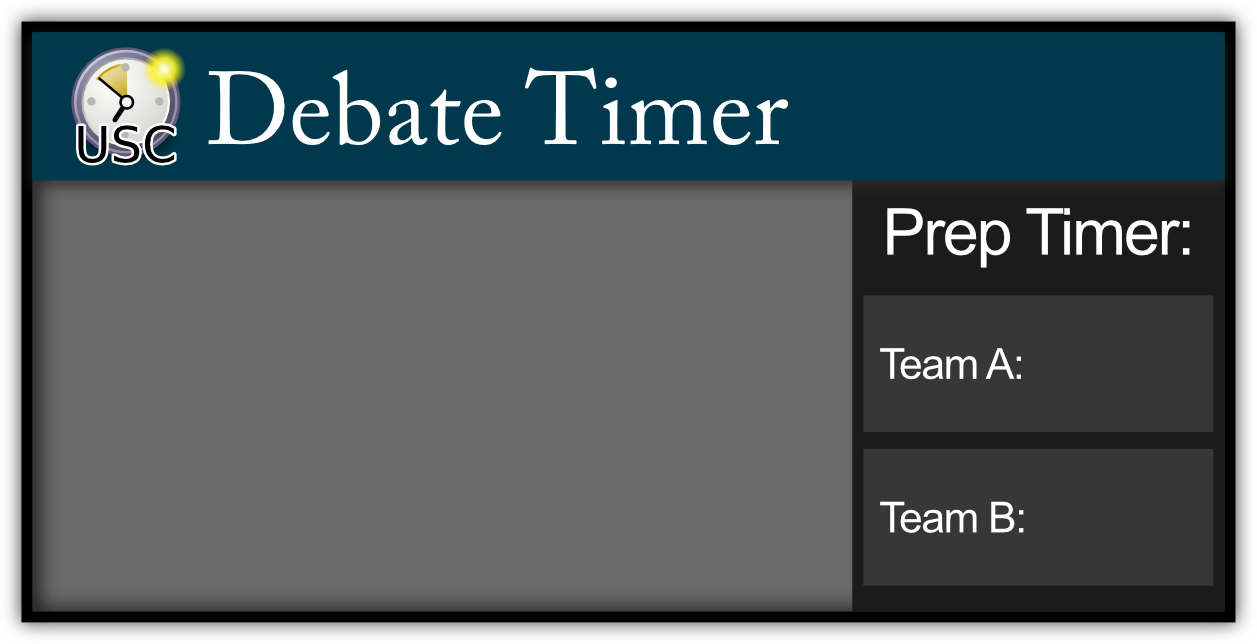 USC
Debate Timer
Prep Timer:
Team A:
Team B: